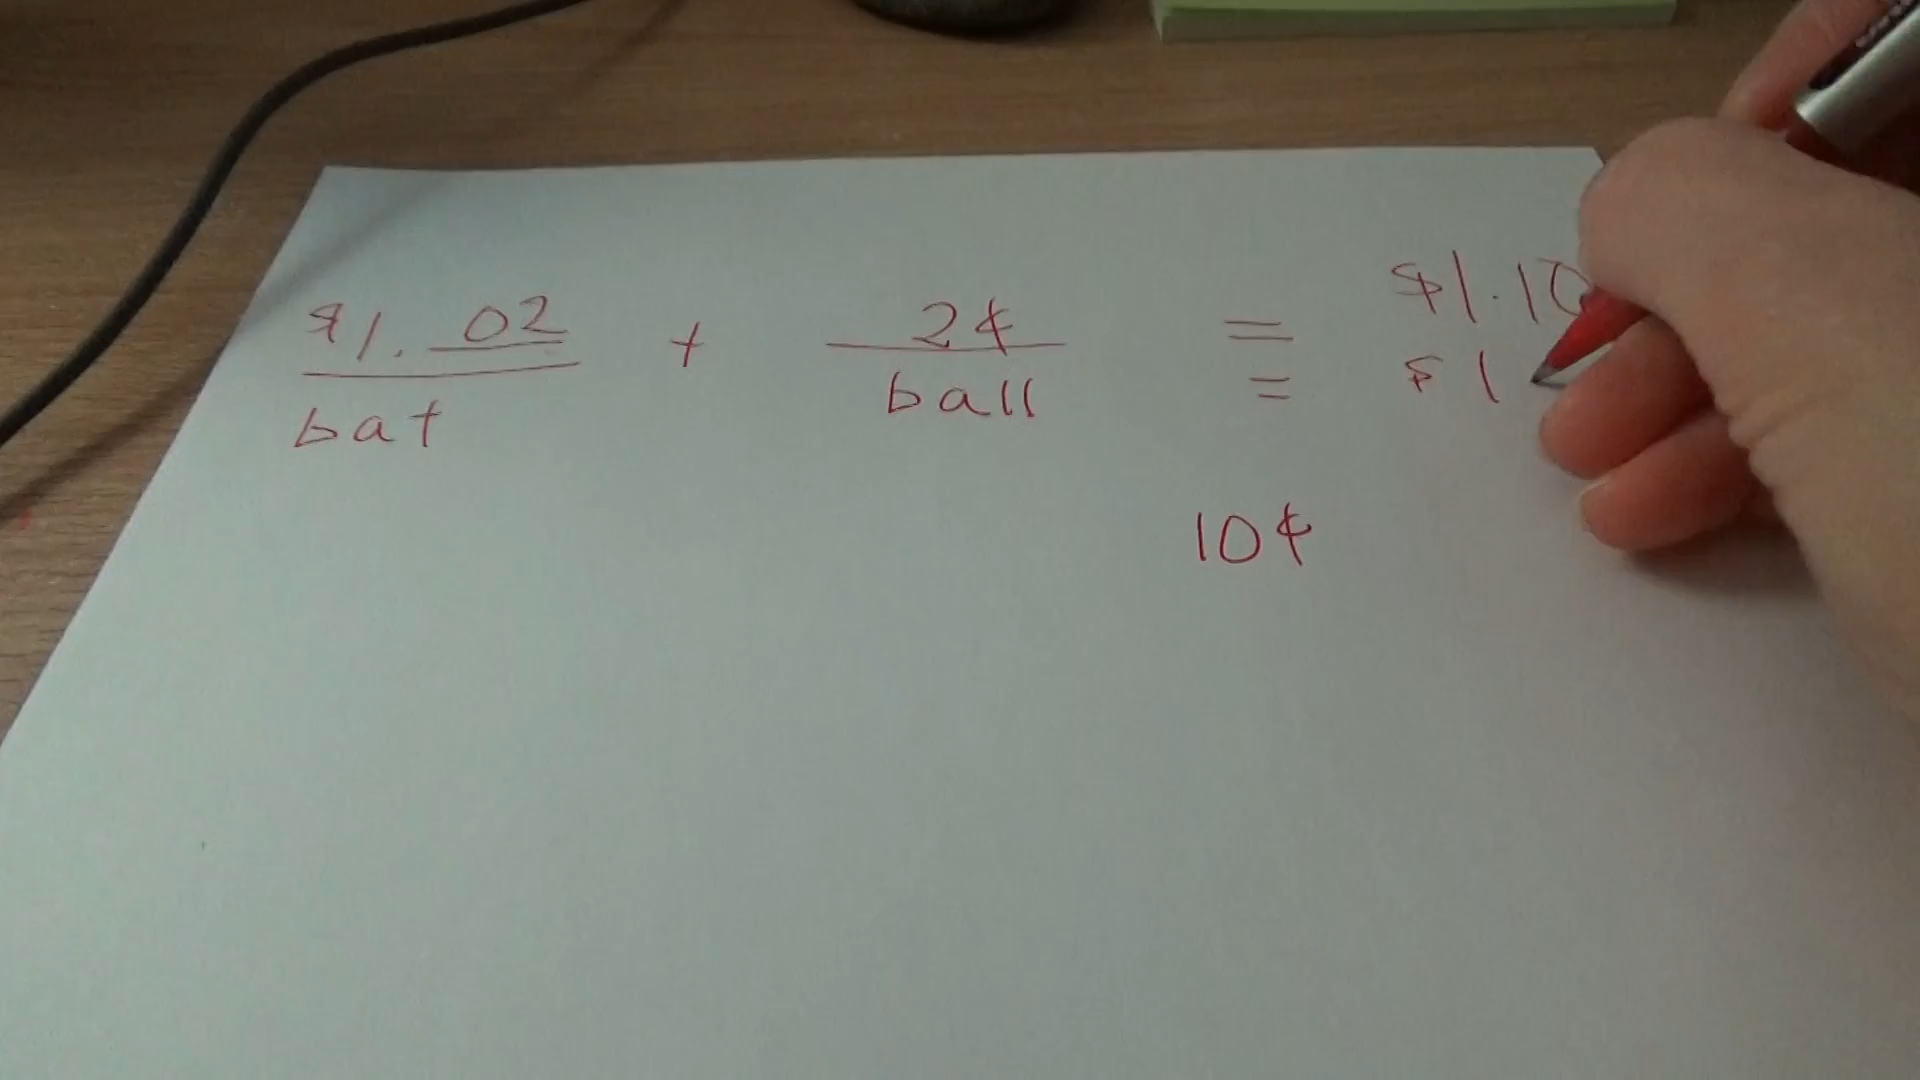 $1.02 + 2¢ = $1.10
bat ball = $1
10¢